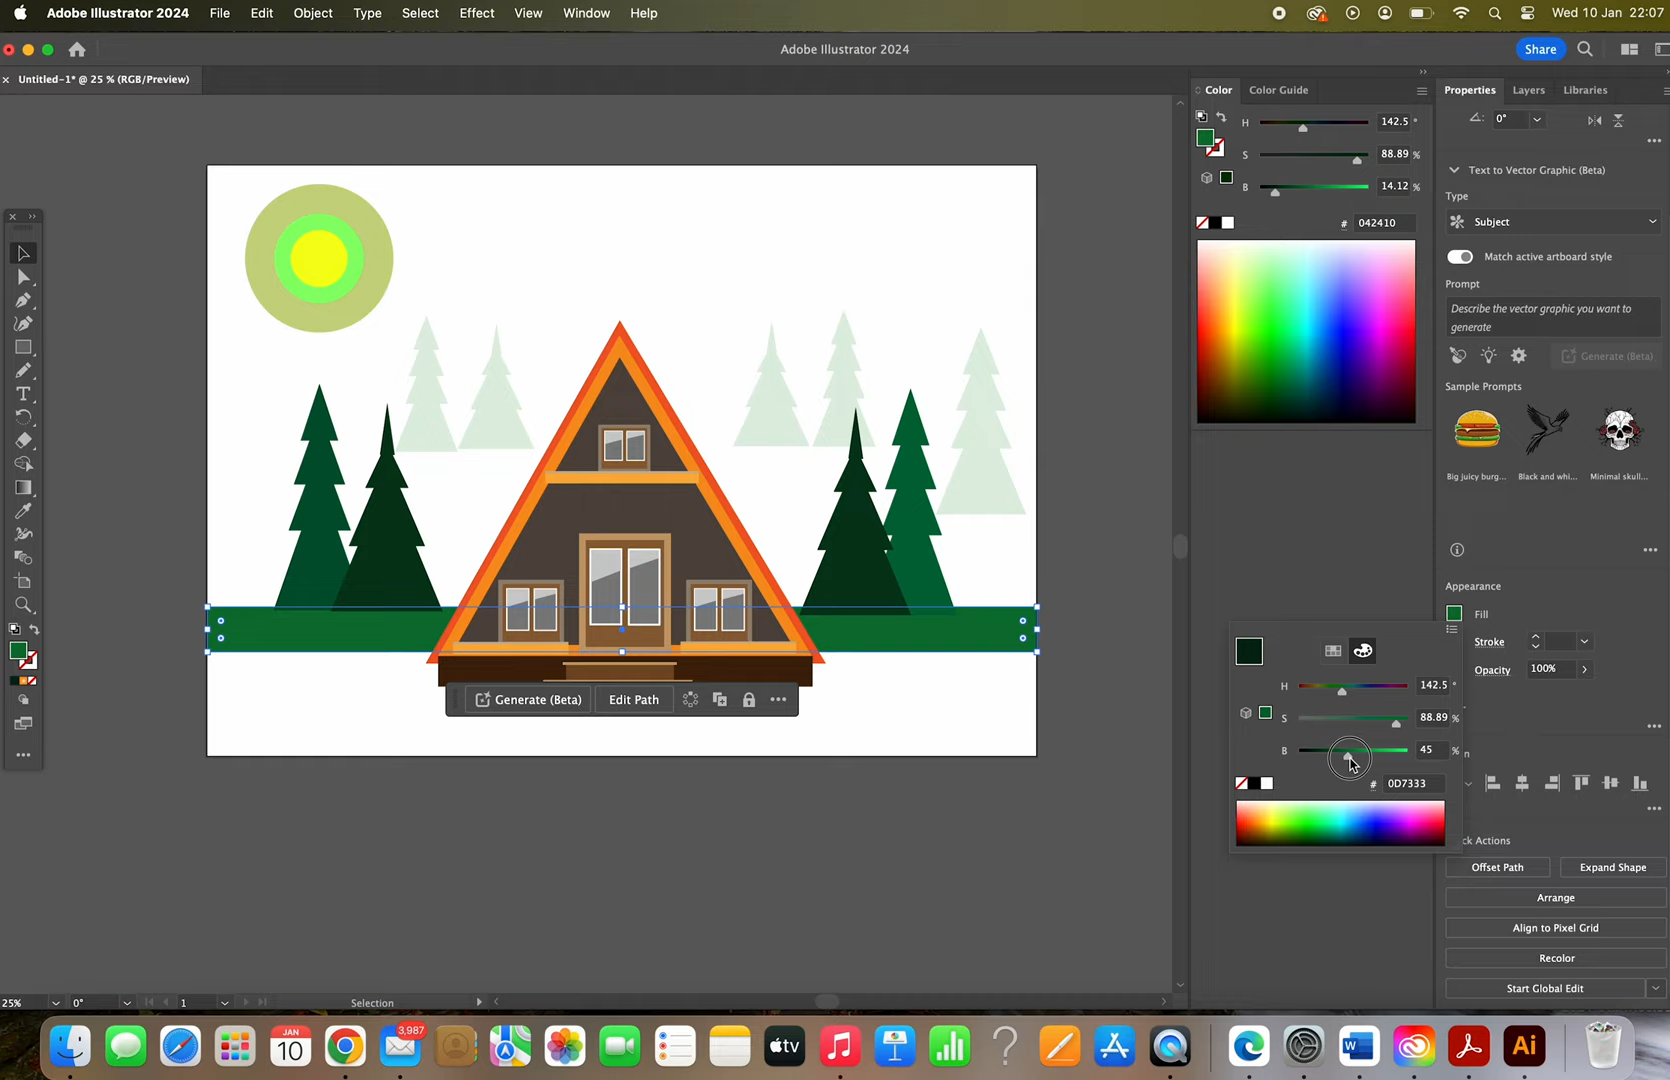 Adobe Illustrator 2024 File Edit Object Type Select Effect View Window Help Wed 10 Jan 22:07
Adobe Illustrator 2024
Share
× Untitled-1* @ 25 % (RGB/Preview)
Color Color Guide
H 142.5 °
S 88.89 %
B 14.12 %
# 042410
Properties Layers Libraries
0°
Text to Vector Graphic (Beta)
Type
Subject
Match active artboard style
Prompt
Describe the vector graphic you want to
generate
Generate (Beta)
Sample Prompts
Big juicy burg... Black and whi... Minimal skull...
Appearance
Fill
Stroke
Opacity 100%
H 142.5 °
S 88.89 %
B 45 %
# 0D7333
ck Actions
Offset Path Expand Shape
Arrange
Align to Pixel Grid
Recolor
Start Global Edit
Generate (Beta) Edit Path
25% 0° 1 Selection
3,987
JAN
10
tv
Ai